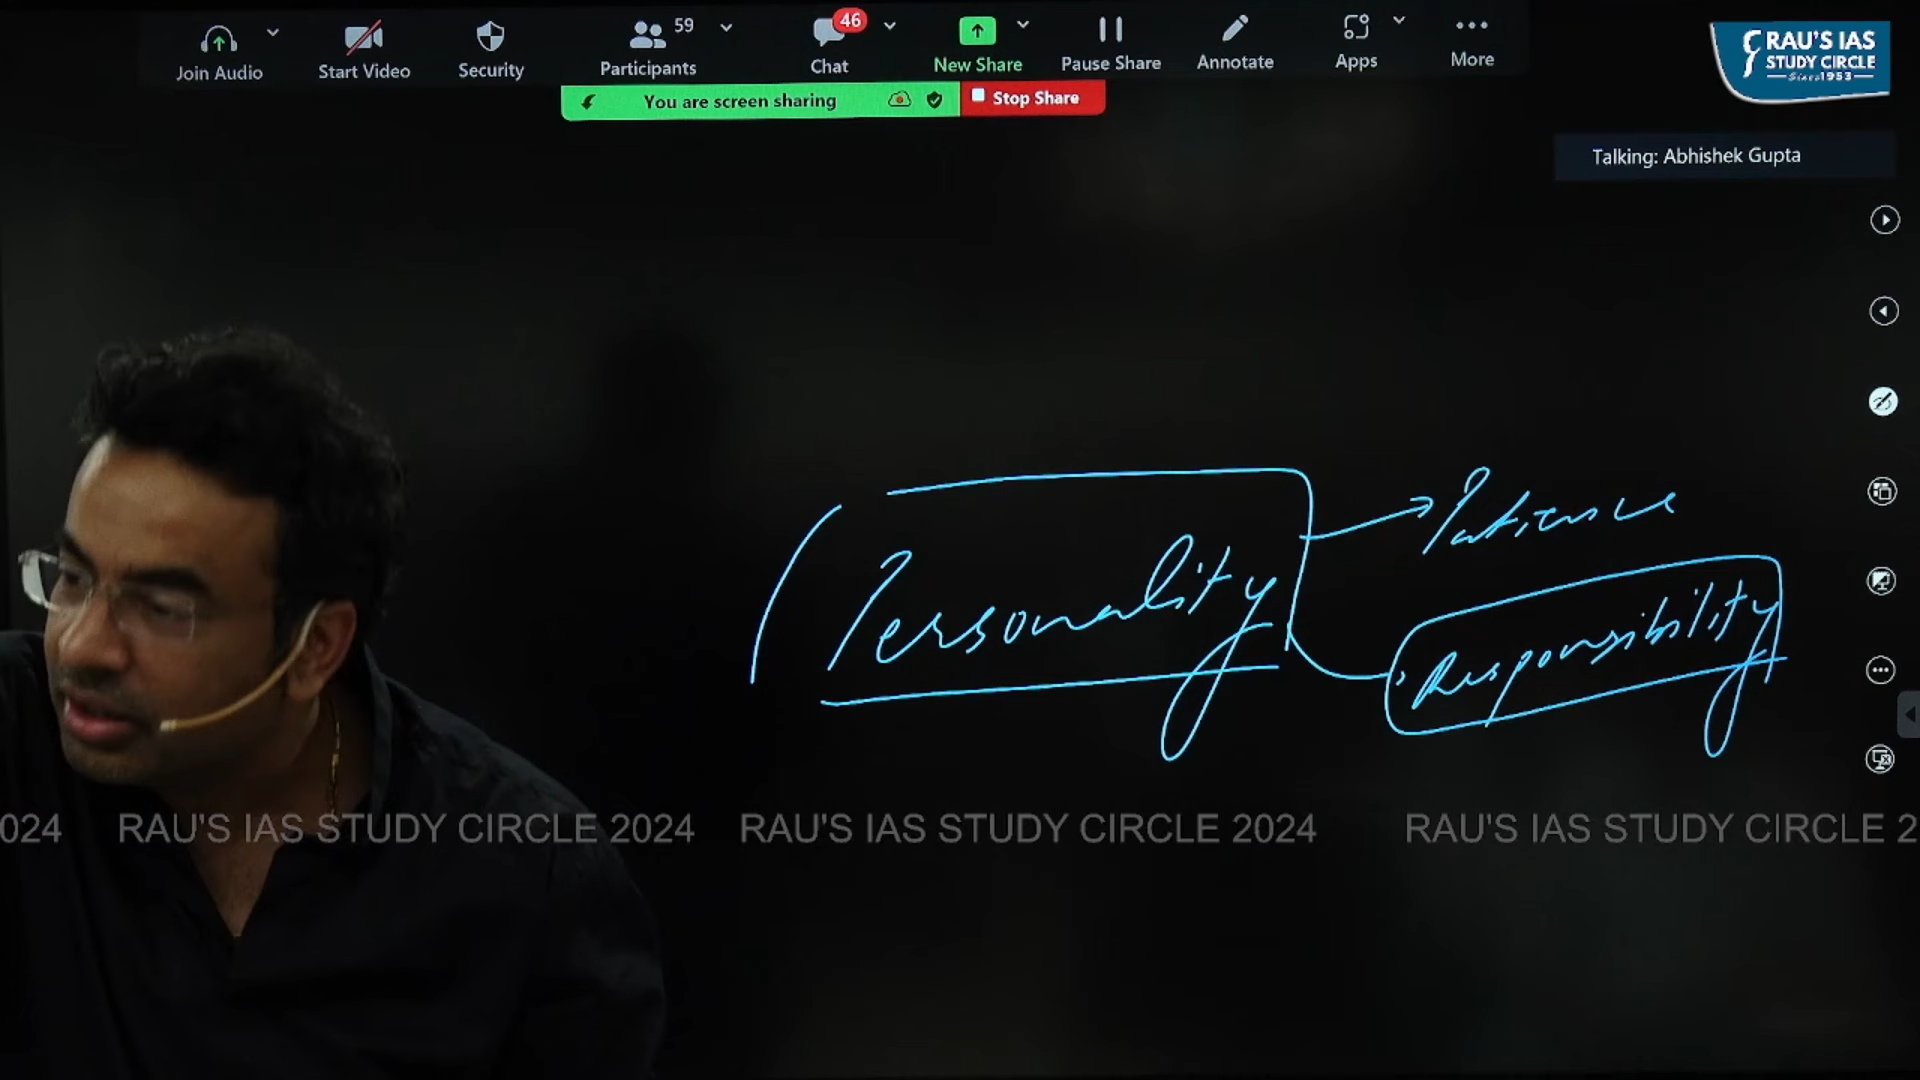 Join Audio
Start Video
Security
Participants
59
Chat
46
New Share
Pause Share
Annotate
Apps
More
You are screen sharing
Stop Share
RAU'S IAS
STUDY CIRCLE
Since 1953
Talking: Abhishek Gupta
Patience
Personality
Responsibility
024 RAU'S IAS STUDY CIRCLE 2024 RAU'S IAS STUDY CIRCLE 2024 RAU'S IAS STUDY CIRCLE 2